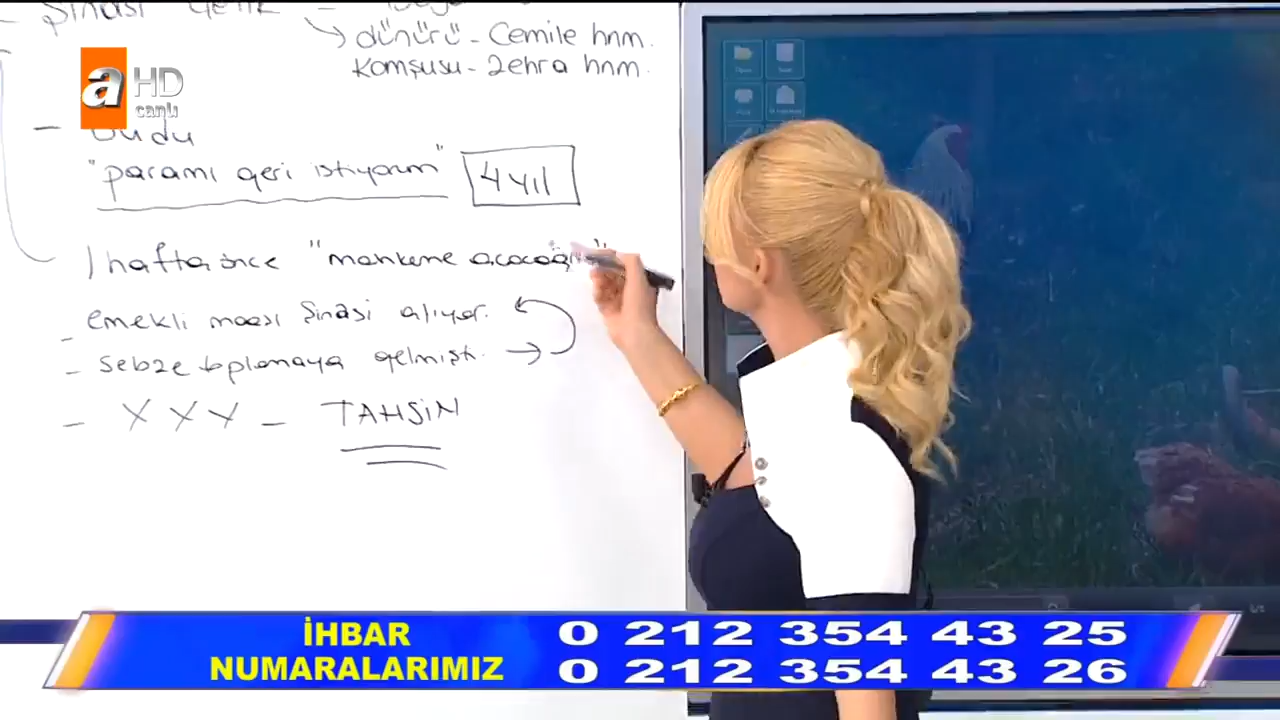 - Şinasi
dünürü - Cemile hnm.
komşusu - Zehra hnm.
a HD
canlı
"paramı geri istiyorum" 4 yıl
1 hafta önce "mahkeme açacağım"
- emekli maaşı Şinasi alıyor.
- sebze toplamaya gelmişti.
- X X X - TAHSİN
İHBAR
NUMARALARIMIZ
0 212 354 43 25
0 212 354 43 26